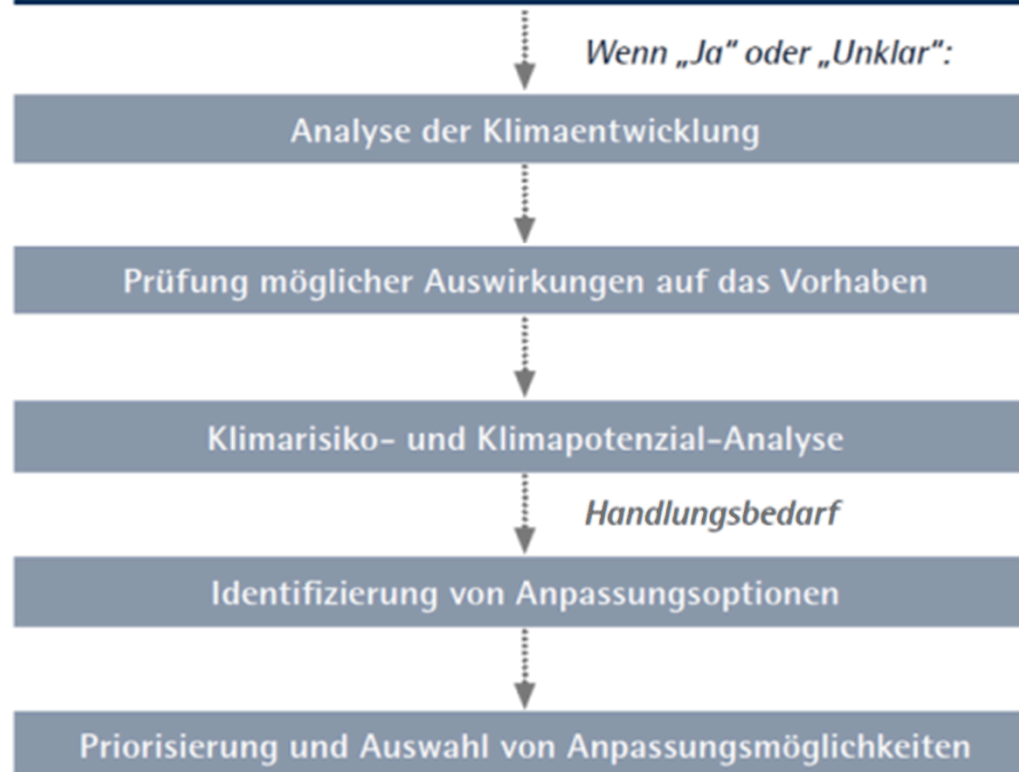 Wenn „Ja“ oder „Unklar“:
Analyse der Klimaentwicklung
Prüfung möglicher Auswirkungen auf das Vorhaben
Klimarisiko- und Klimapotenzial-Analyse
Handlungsbedarf
Identifizierung von Anpassungsoptionen
Priorisierung und Auswahl von Anpassungsmöglichkeiten